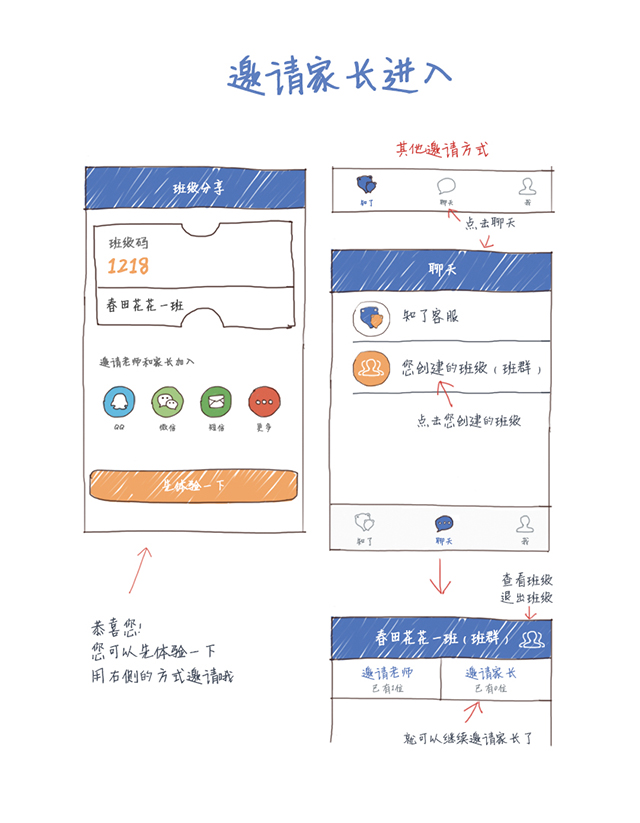 邀请家长进入
班级分享
班级码
1218
春田花花一班
邀请老师和家长加入
QQ
微信
短信
更多
先体验一下
恭喜您!
您可以先体验一下
用右侧的方式邀请哦
其他邀请方式
知了
聊天
我
点击聊天
聊天
知了客服
您创建的班级(班群)
点击您创建的班级
知了
聊天
我
查看班级
退出班级
春田花花一班(班群)
邀请老师
已有1位
邀请家长
已有0位
就可以继续邀请家长了